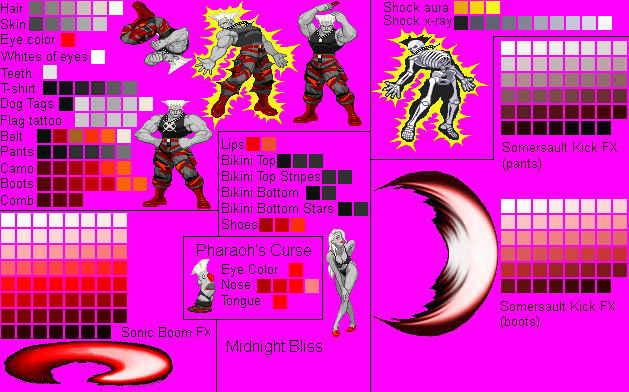 Hair
Skin
Eye color
Whites of eyes
Teeth
T-shirt
Dog Tags
Flag tattoo
Belt
Pants
Camo
Boots
Comb
Shock aura
Shock x-ray
Somersault Kick FX
(pants)
Lips
Bikini Top
Bikini Top Stripes
Bikini Bottom
Bikini Bottom Stars
Shoes
Pharaoh's Curse
Eye Color
Nose
Tongue
Midnight Bliss
Sonic Boom FX
Somersault Kick FX
(boots)